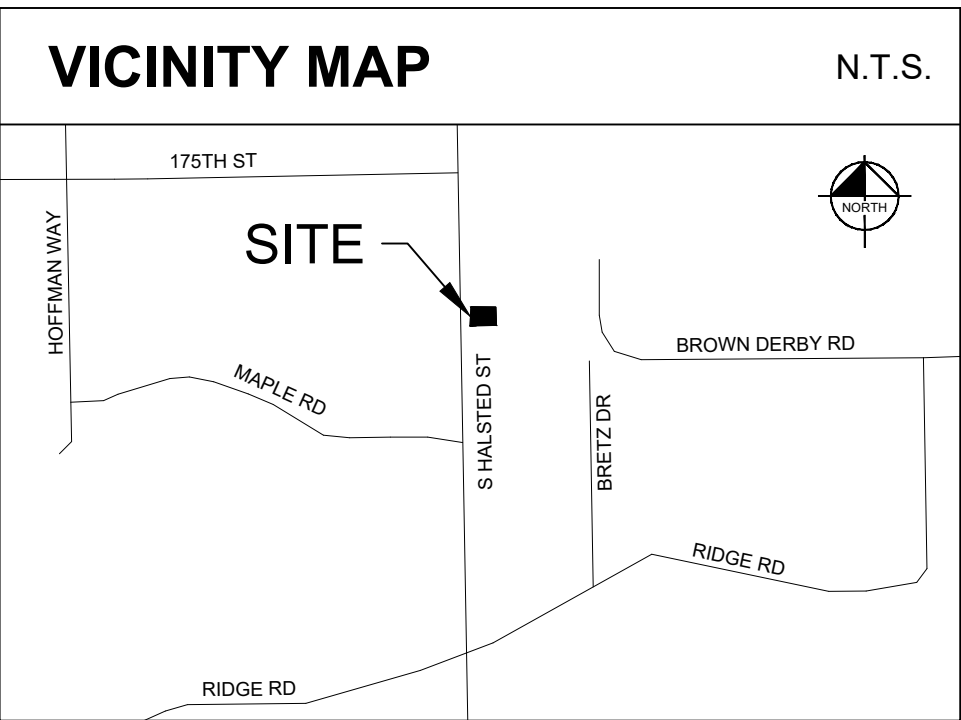 VICINITY MAP
N.T.S.
175TH ST
NORTH
HOFFMAN WAY
SITE
BROWN DERBY RD
MAPLE RD
S HALSTED ST
BRETZ DR
RIDGE RD
RIDGE RD